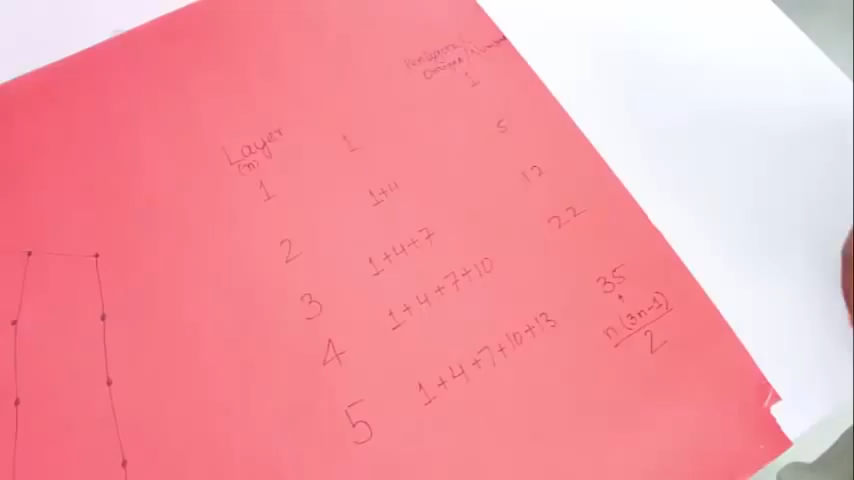 Layer
(n)
1 1 1
2 1+4 5
3 1+4+7 12
4 1+4+7+10 22
5 1+4+7+10+13 35
n(3n-1)
2